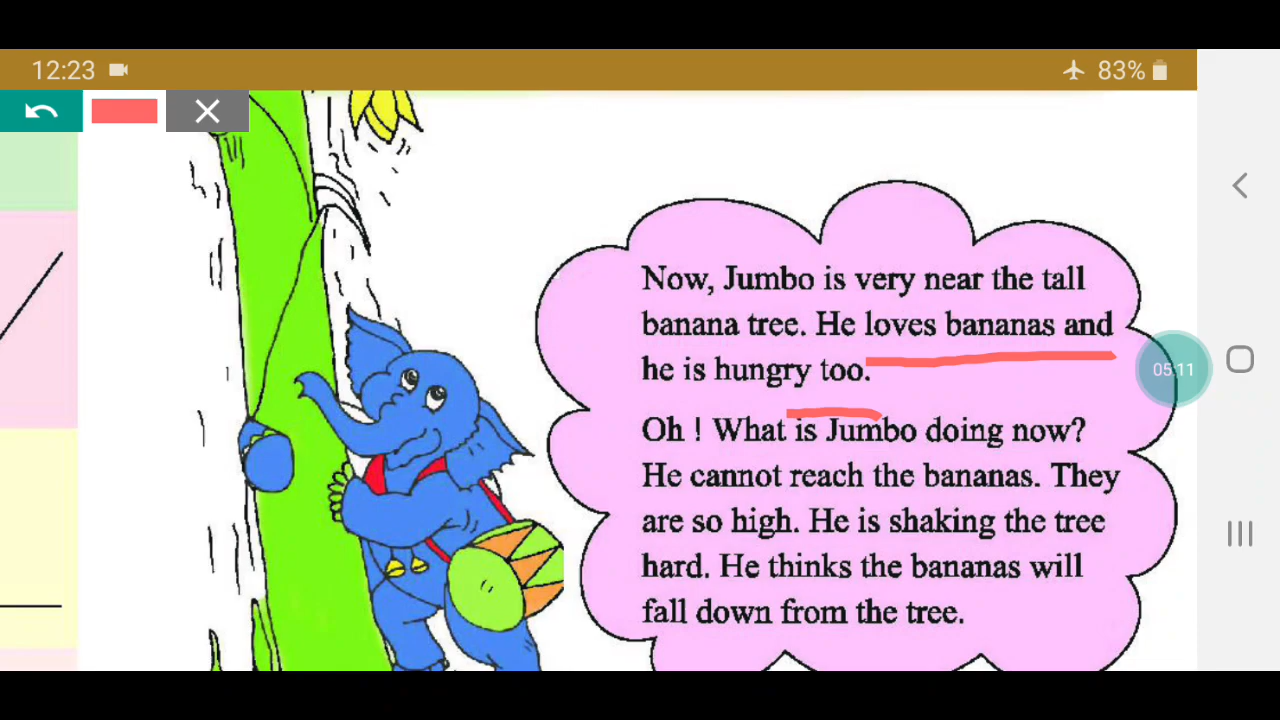 12:23
83%
Now, Jumbo is very near the tall
banana tree. He loves bananas and
he is hungry too.
05:11
Oh ! What is Jumbo doing now?
He cannot reach the bananas. They
are so high. He is shaking the tree
hard. He thinks the bananas will
fall down from the tree.